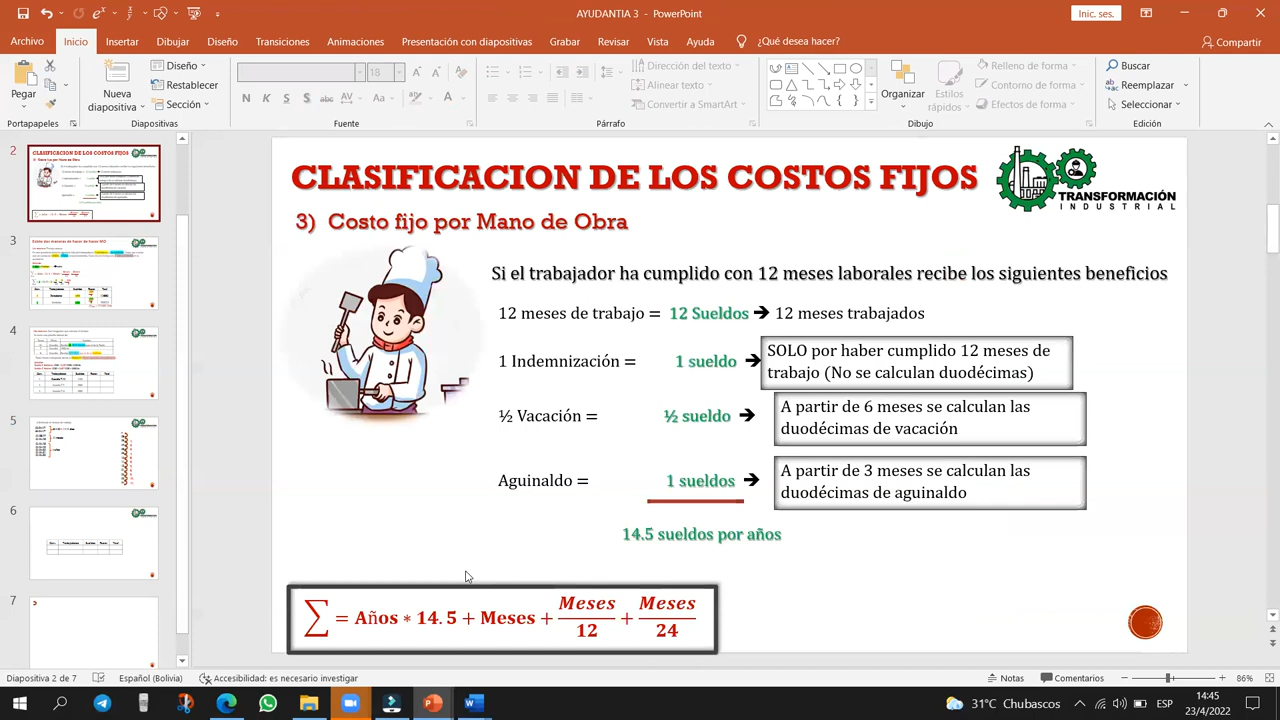 AYUDANTIA 3 - PowerPoint
Inic. ses.
Archivo Inicio Insertar Dibujar Diseño Transiciones Animaciones Presentación con diapositivas Grabar Revisar Vista Ayuda ¿Qué desea hacer? Compartir
Pegar
Nueva diapositiva
Diseño
Restablecer
Sección
18
N K S S abc AV Aa
Dirección del texto
Alinear texto
Convertir a SmartArt
Organizar
Estilos rápidos
Relleno de forma
Contorno de forma
Efectos de forma
Buscar
Reemplazar
Seleccionar
Portapapeles Diapositivas Fuente Párrafo Dibujo Edición
2
4
5
6
7
CLASIFICACION DE LOS COSTOS FIJOS
TRANSFORMACIÓN
INDUSTRIAL
3) Costo fijo por Mano de Obra
Si el trabajador ha cumplido con 12 meses laborales recibe los siguientes beneficios
12 meses de trabajo = 12 Sueldos → 12 meses trabajados
1 Indemnización = 1 sueldo → SOLO por haber cumplido 12 meses de
trabajo (No se calculan duodécimas)
½ Vacación = ½ sueldo → A partir de 6 meses se calculan las
duodécimas de vacación
Aguinaldo = 1 sueldos → A partir de 3 meses se calculan las
duodécimas de aguinaldo
14.5 sueldos por años
∑ = Años * 14. 5 + Meses + Meses/12 + Meses/24
Diapositiva 2 de 7 Español (Bolivia) Accesibilidad: es necesario investigar Notas Comentarios 86%
31°C Chubascos ESP 14:45
23/4/2022